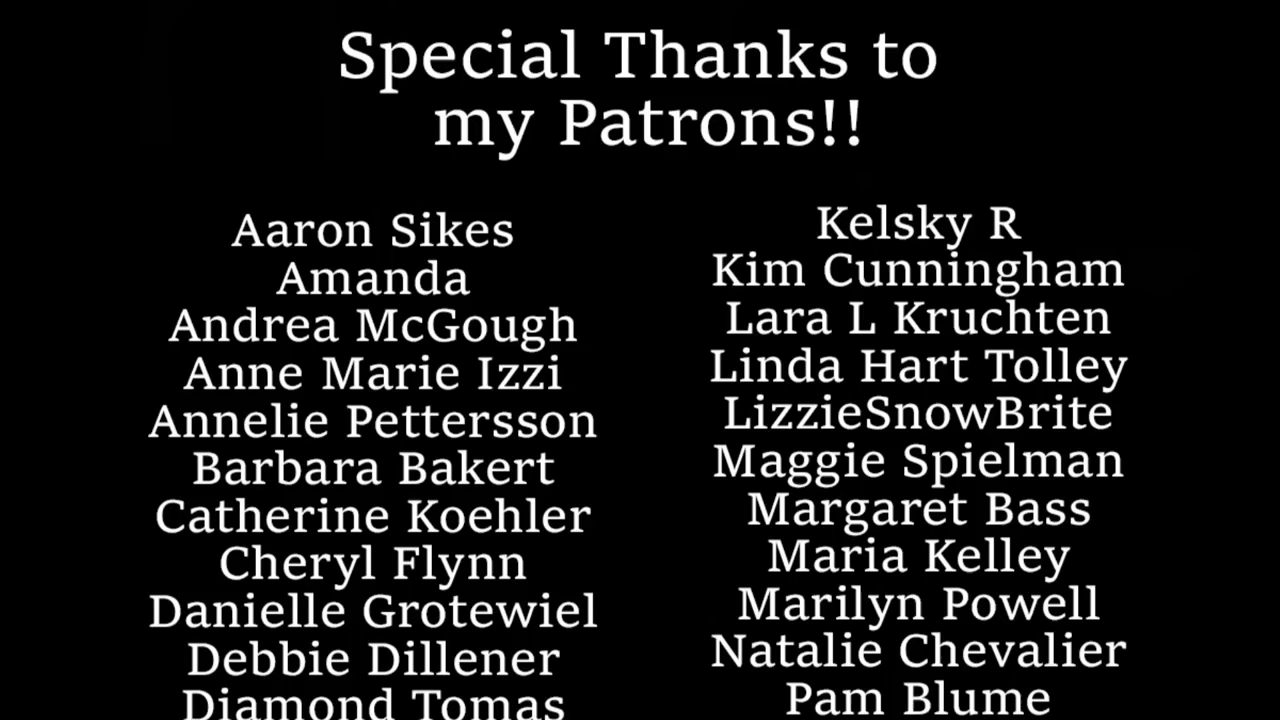 Special Thanks to
my Patrons!!
Aaron Sikes
Amanda
Andrea McGough
Anne Marie Izzi
Annelie Pettersson
Barbara Bakert
Catherine Koehler
Cheryl Flynn
Danielle Grotewiel
Debbie Dillener
Diamond Tomas
Kelsky R
Kim Cunningham
Lara L Kruchten
Linda Hart Tolley
LizzieSnowBrite
Maggie Spielman
Margaret Bass
Maria Kelley
Marilyn Powell
Natalie Chevalier
Pam Blume